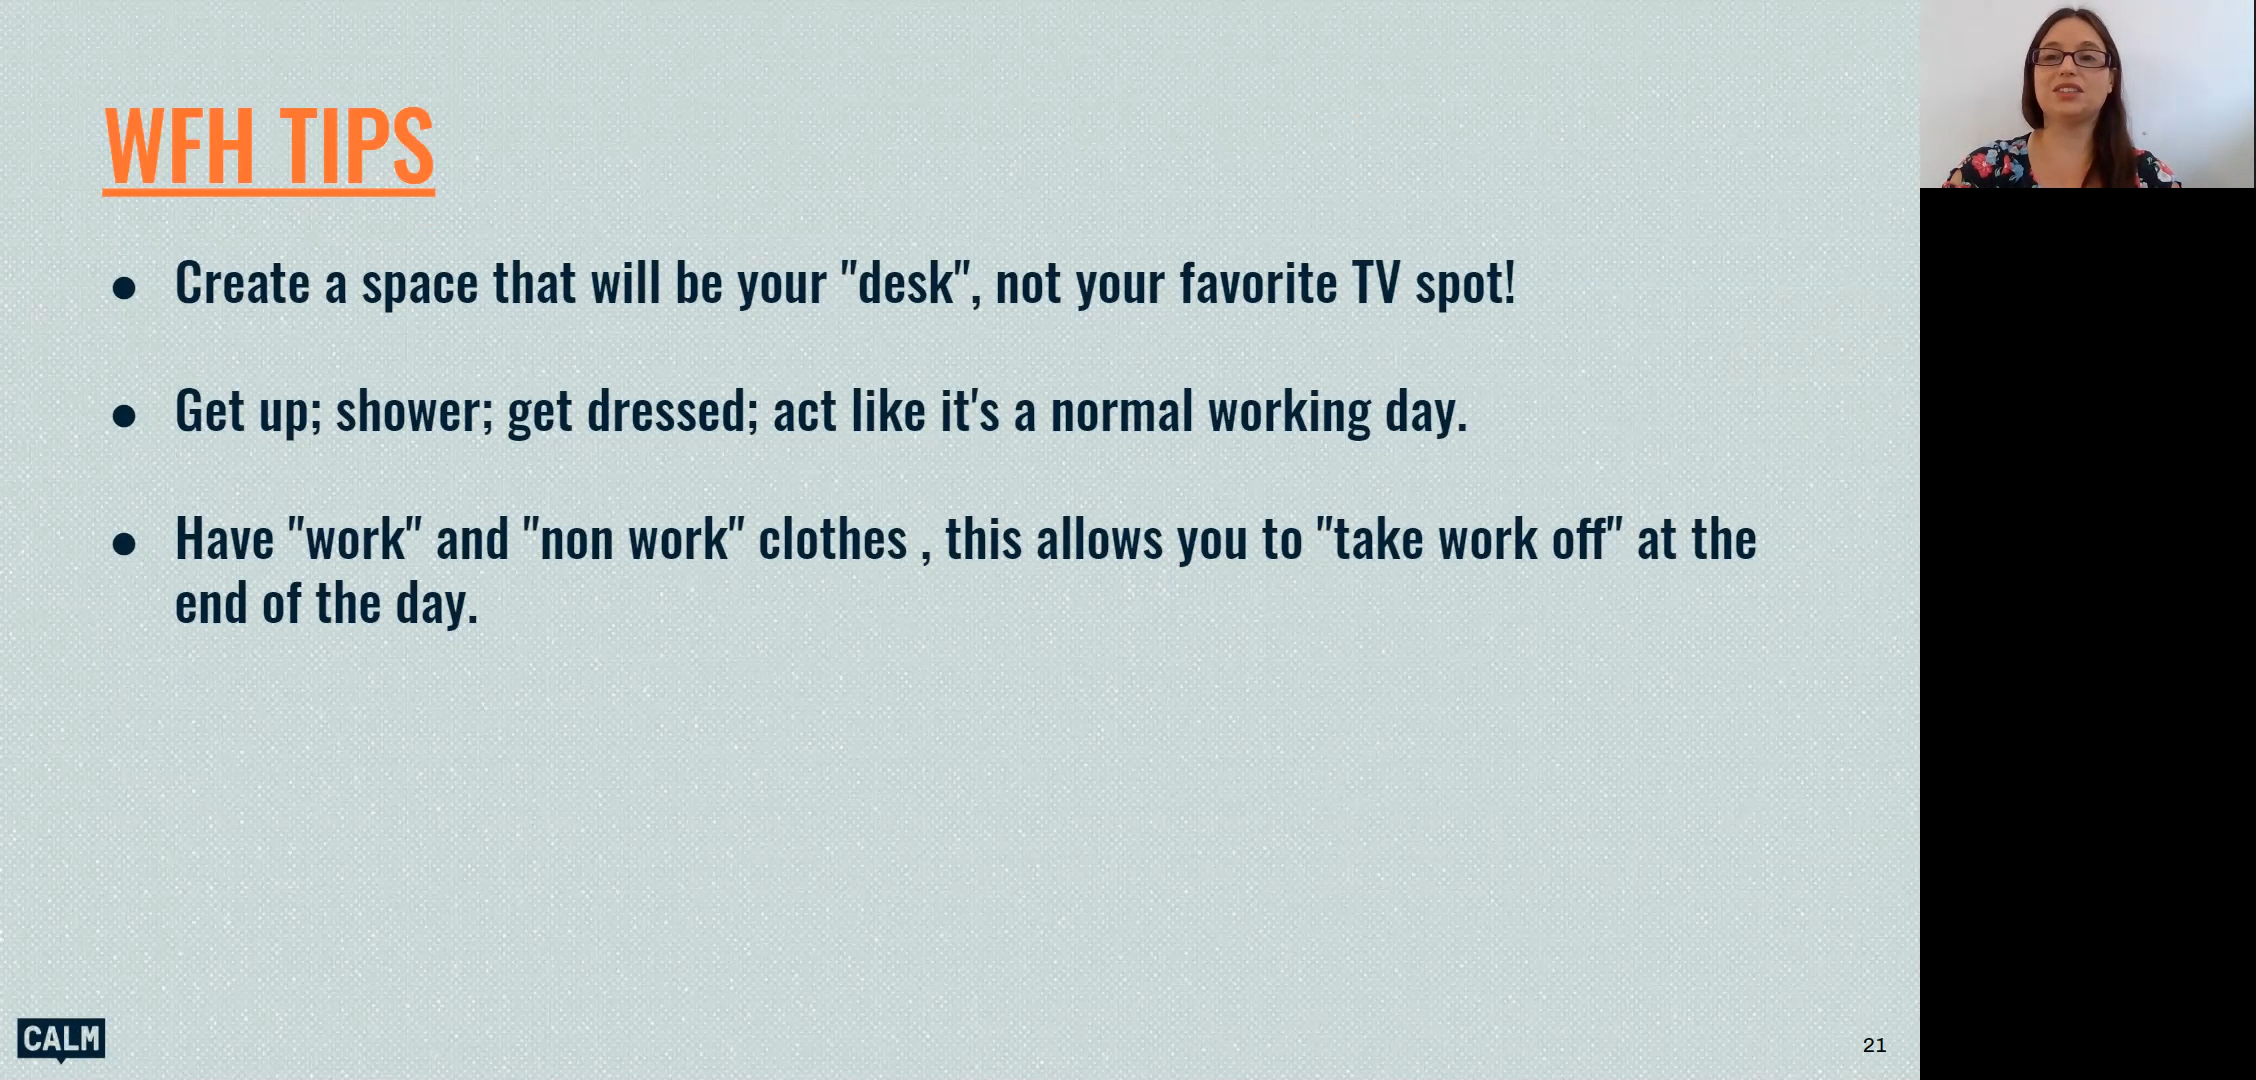 WFH TIPS
● Create a space that will be your "desk", not your favorite TV spot!
● Get up; shower; get dressed; act like it's a normal working day.
● Have "work" and "non work" clothes , this allows you to "take work off" at the
end of the day.
CALM
21